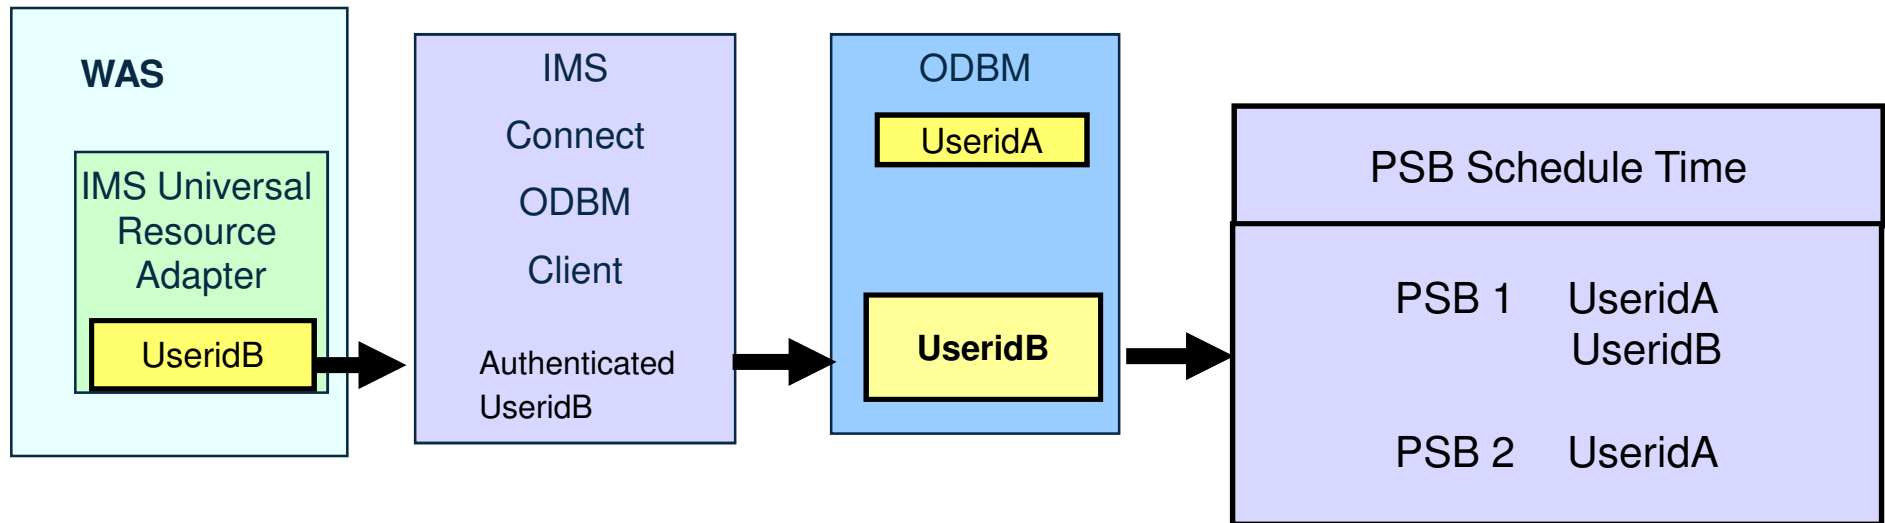 WAS
IMS Universal
Resource
Adapter
UseridB
IMS
Connect
ODBM
Client
Authenticated
UseridB
ODBM
UseridA
UseridB
PSB Schedule Time
PSB 1 UseridA
UseridB
PSB 2 UseridA